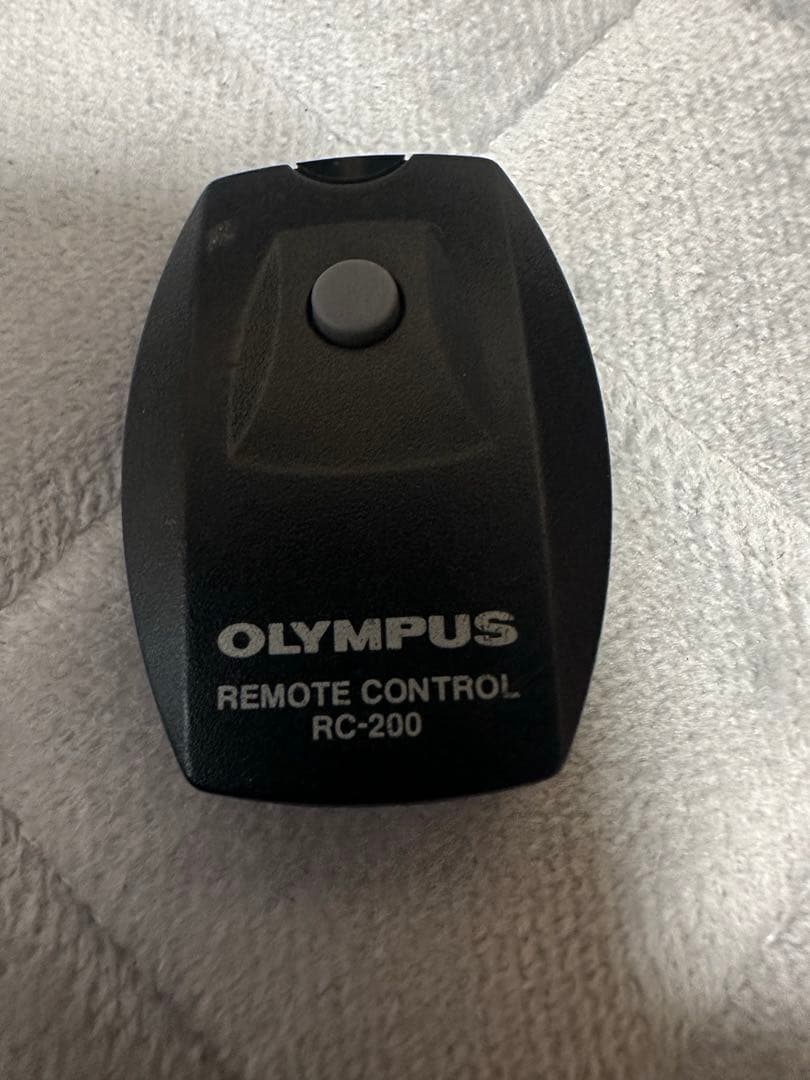 OLYMPUS
REMOTE CONTROL
RC-200